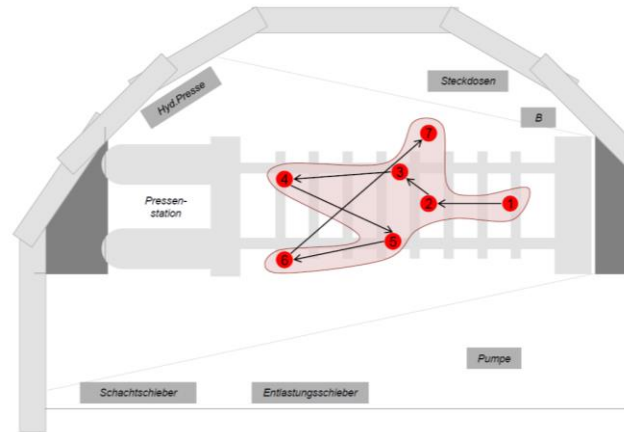 Hyd.Presse
Steckdosen
B
7
4
3
Pressen-
station
2
1
5
6
Pumpe
Schachtschieber
Entlastungsschieber